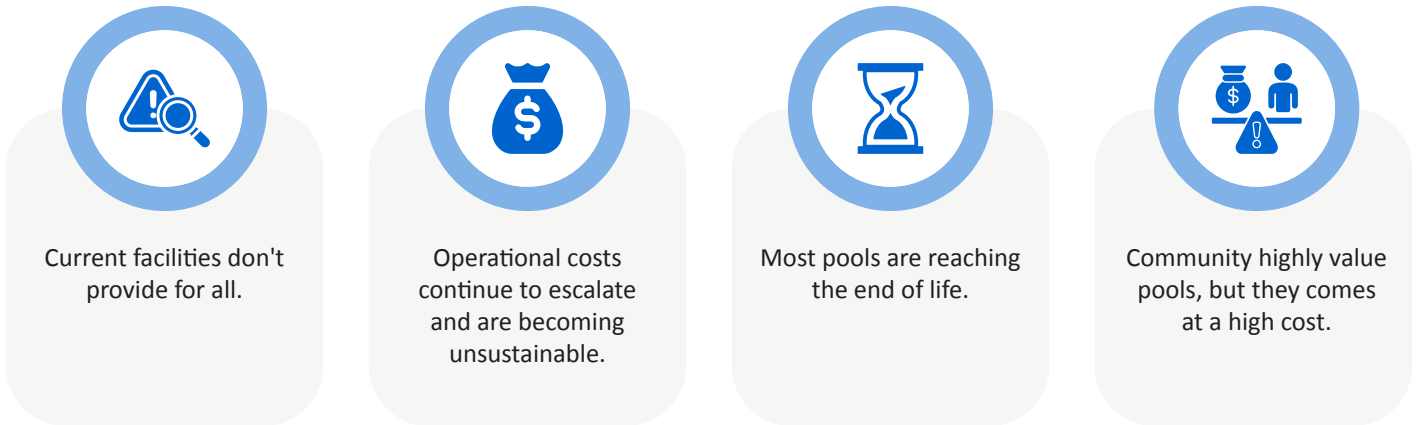 Current facilities don't
provide for all.
$
Operational costs
continue to escalate
and are becoming
unsustainable.
Most pools are reaching
the end of life.
$
Community highly value
pools, but they comes
at a high cost.